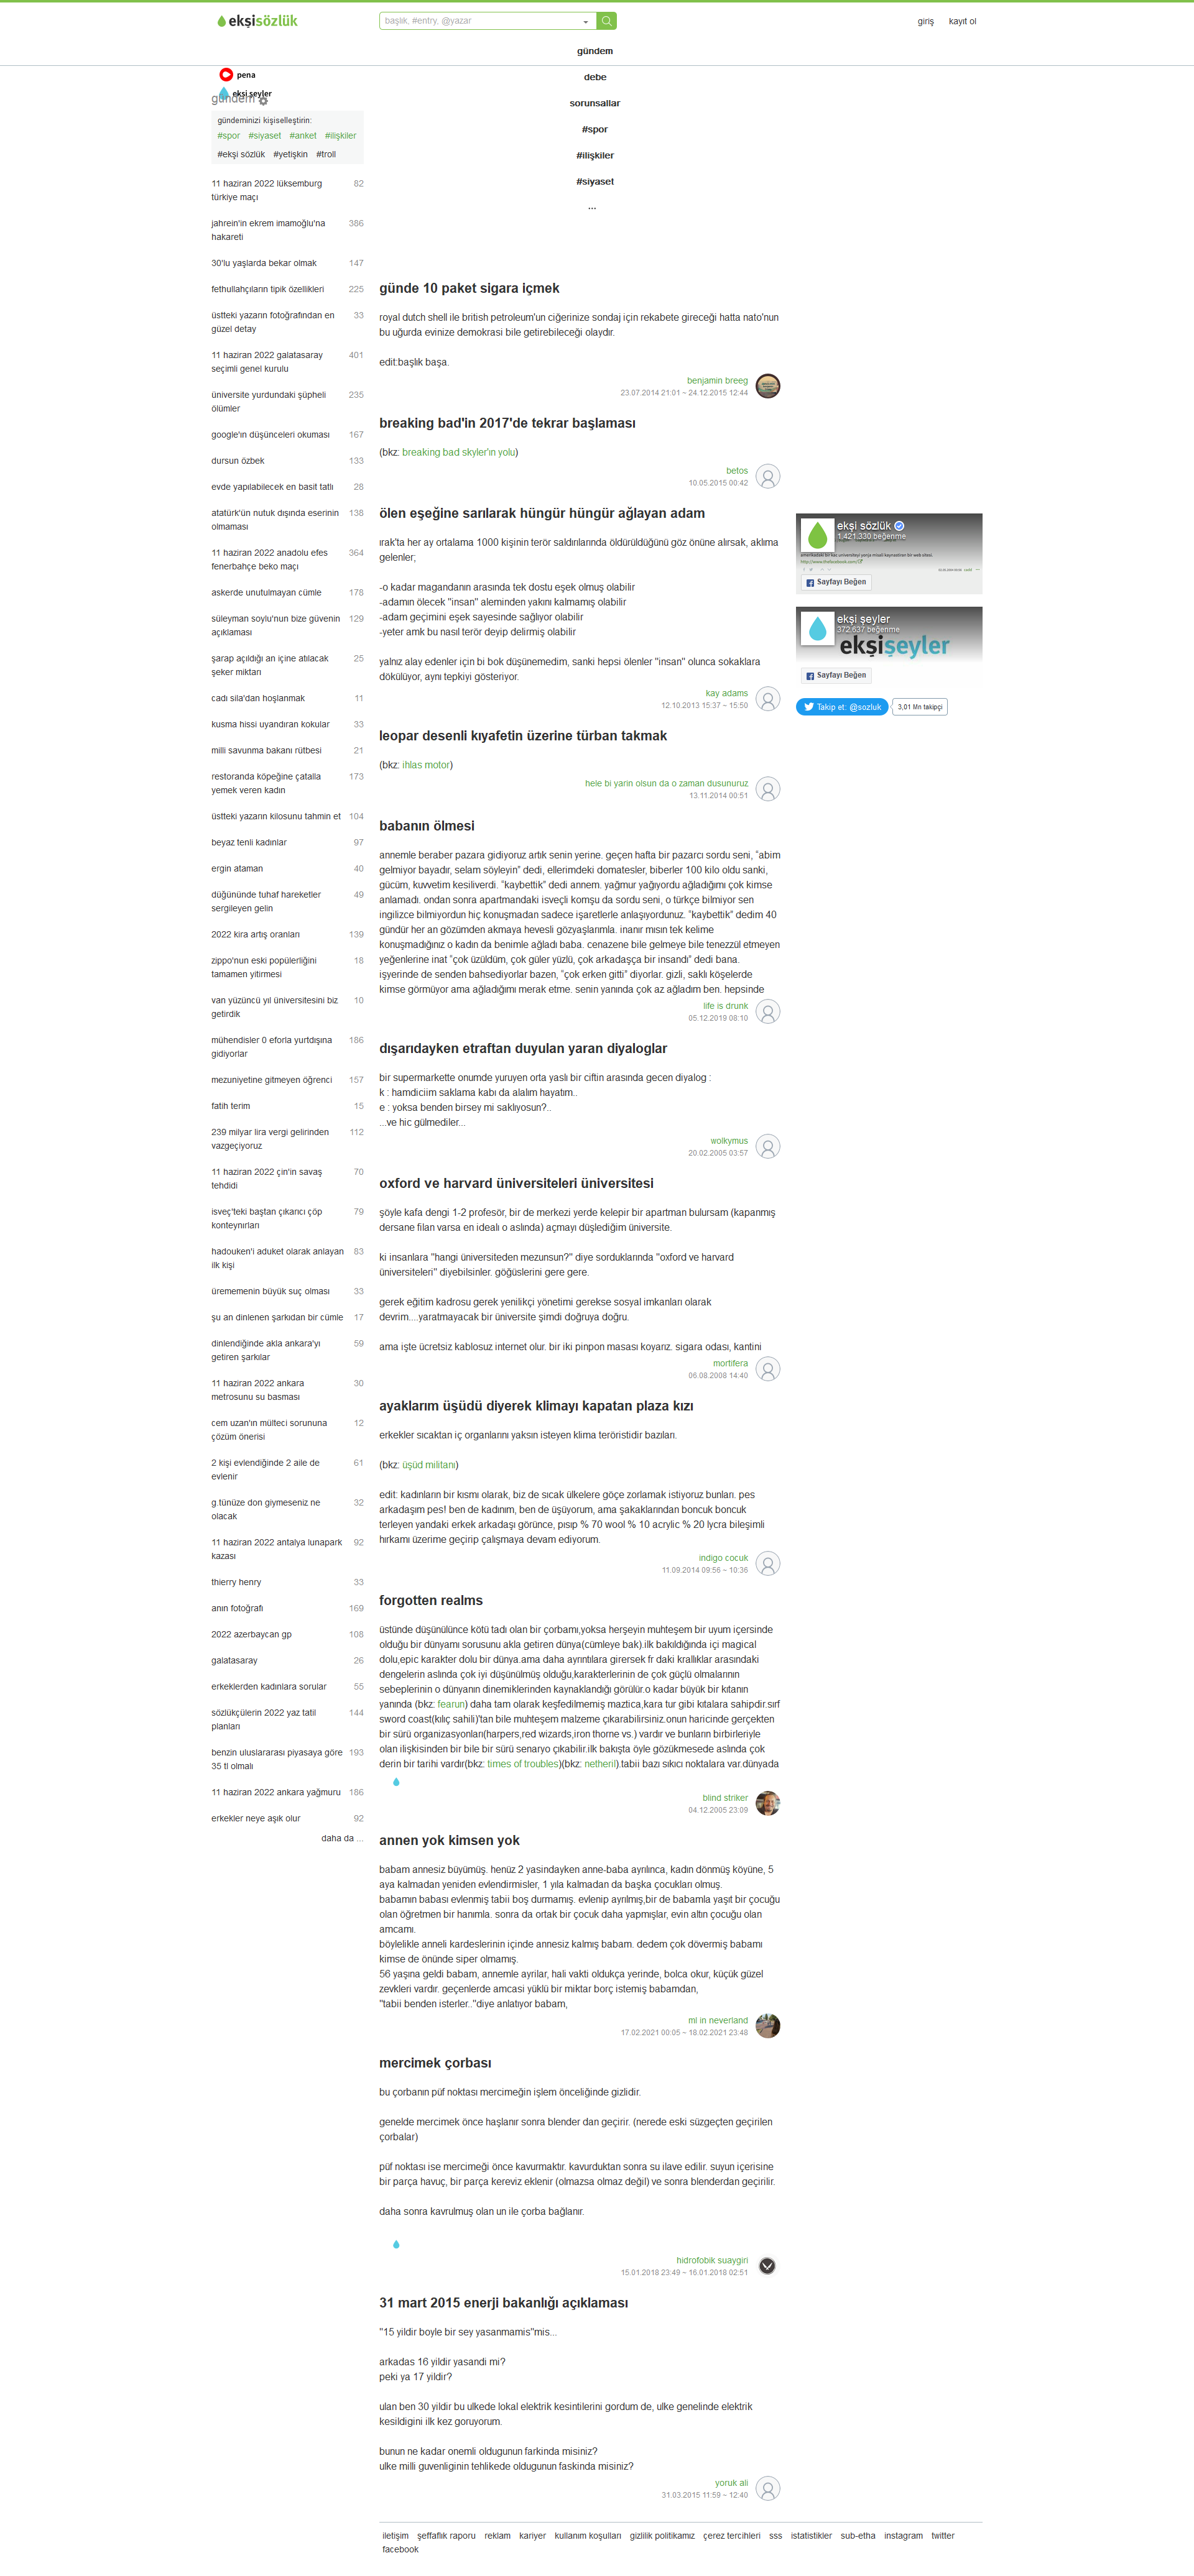 ekşisözlük
başlık, #entry, @yazar
giriş kayıt ol
gündem
debe
sorunsallar
#spor
#ilişkiler
#siyaset
...
pena
ekşi şeyler
gündem
gündeminizi kişiselleştirin:
#spor #siyaset #anket #ilişkiler
#ekşi sözlük #yetişkin #troll
11 haziran 2022 lüksemburg 82
türkiye maçı
jahrein'in ekrem imamoğlu'na 386
hakareti
30'lu yaşlarda bekar olmak 147
fethullahçıların tipik özellikleri 225
üstteki yazarın fotoğrafından en 33
güzel detay
11 haziran 2022 galatasaray 401
seçimli genel kurulu
üniversite yurdundaki şüpheli 235
ölümler
google'ın düşünceleri okuması 167
dursun özbek 133
evde yapılabilecek en basit tatlı 28
atatürk'ün nutuk dışında eserinin 138
olmaması
11 haziran 2022 anadolu efes 364
fenerbahçe beko maçı
askerde unutulmayan cümle 178
süleyman soylu'nun bize güvenin 129
açıklaması
şarap açıldığı an içine atılacak 25
şeker miktarı
cadı sila'dan hoşlanmak 11
kusma hissi uyandıran kokular 33
milli savunma bakanı rütbesi 21
restoranda köpeğine çatalla 173
yemek veren kadın
üstteki yazarın kilosunu tahmin et 104
beyaz tenli kadınlar 97
ergin ataman 40
düğününde tuhaf hareketler 49
sergileyen gelin
2022 kira artış oranları 139
zippo'nun eski popülerliğini 18
tamamen yitirmesi
van yüzüncü yıl üniversitesini biz 10
getirdik
mühendisler 0 eforla yurtdışına 186
gidiyorlar
mezuniyetine gitmeyen öğrenci 157
fatih terim 15
239 milyar lira vergi gelirinden 112
vazgeçiyoruz
11 haziran 2022 çin'in savaş 70
tehdidi
isveç'teki baştan çıkarıcı çöp 79
konteynırları
hadouken'i aduket olarak anlayan 83
ilk kişi
ürememenin büyük suç olması 33
şu an dinlenen şarkıdan bir cümle 17
dinlendiğinde akla ankara'yı 59
getiren şarkılar
11 haziran 2022 ankara 30
metrosunu su basması
cem uzan'ın mülteci sorununa 12
çözüm önerisi
2 kişi evlendiğinde 2 aile de 61
evlenir
g.tünüze don giymeseniz ne 32
olacak
11 haziran 2022 antalya lunapark 92
kazası
thierry henry 33
anın fotoğrafı 169
2022 azerbaycan gp 108
galatasaray 26
erkeklerden kadınlara sorular 55
sözlükçülerin 2022 yaz tatil 144
planları
benzin uluslararası piyasaya göre 193
35 tl olmalı
11 haziran 2022 ankara yağmuru 186
erkekler neye aşık olur 92
daha da ...
günde 10 paket sigara içmek
royal dutch shell ile british petroleum'un ciğerinize sondaj için rekabete gireceği hatta nato'nun
bu uğurda evinize demokrasi bile getirebileceği olaydır.
edit:başlık başa.
benjamin breeg
23.07.2014 21:01 ~ 24.12.2015 12:44
breaking bad'in 2017'de tekrar başlaması
(bkz: breaking bad skyler'ın yolu)
betos
10.05.2015 00:42
ölen eşeğine sarılarak hüngür hüngür ağlayan adam
ırak'ta her ay ortalama 1000 kişinin terör saldırılarında öldürüldüğünü göz önüne alırsak, aklıma
gelenler;
-o kadar magandanın arasında tek dostu eşek olmuş olabilir
-adamın ölecek "insan" aleminden yakını kalmamış olabilir
-adam geçimini eşek sayesinde sağlıyor olabilir
-yeter amk bu nasıl terör deyip delirmiş olabilir
yalnız alay edenler için bi bok düşünemedim, sanki hepsi ölenler "insan" olunca sokaklara
dökülüyor, aynı tepkiyi gösteriyor.
kay adams
12.10.2013 15:37 ~ 15:50
leopar desenli kıyafetin üzerine türban takmak
(bkz: ihlas motor)
hele bi yarin olsun da o zaman dusunuruz
13.11.2014 00:51
babanın ölmesi
annemle beraber pazara gidiyoruz artık senin yerine. geçen hafta bir pazarcı sordu seni, "abim
gelmiyor bayadır, selam söyleyin" dedi, ellerimdeki domatesler, biberler 100 kilo oldu sanki,
gücüm, kuvvetim kesiliverdi. "kaybettik" dedi annem. yağmur yağıyordu ağladığımı çok kimse
anlamadı. ondan sonra apartmandaki isveçli komşu da sordu seni, o türkçe bilmiyor sen
ingilizce bilmiyordun hiç konuşmadan sadece işaretlerle anlaşıyordunuz. "kaybettik" dedim 40
gündür her an gözümden akmaya hevesli gözyaşlarımla. inanır mısın tek kelime
konuşmadığınız o kadın da benimle ağladı baba. cenazene bile gelmeye bile tenezzül etmeyen
yeğenlerine inat "çok üzüldüm, çok güler yüzlü, çok arkadaşça bir insandı" dedi bana.
işyerinde de senden bahsediyorlar bazen, "çok erken gitti" diyorlar. gizli, saklı köşelerde
kimse görmüyor ama ağladığımı merak etme. senin yanında çok az ağladım ben. hepsinde
life is drunk
05.12.2019 08:10
dışarıdayken etraftan duyulan yaran diyaloglar
bir supermarkette onumde yuruyen orta yaslı bir ciftin arasında gecen diyalog :
k : hamdiciim saklama kabı da alalım hayatım..
e : yoksa benden birsey mi saklıyosun?..
...ve hic gülmediler...
wolkymus
20.02.2005 03:57
oxford ve harvard üniversiteleri üniversitesi
şöyle kafa dengi 1-2 profesör, bir de merkezi yerde kelepir bir apartman bulursam (kapanmış
dersane filan varsa en ideali o aslında) açmayı düşlediğim üniversite.
ki insanlara "hangi üniversiteden mezunsun?" diye sorduklarında "oxford ve harvard
üniversiteleri" diyebilsinler. göğüslerini gere gere.
gerek eğitim kadrosu gerek yenilikçi yönetimi gerekse sosyal imkanları olarak
devrim....yaratmayacak bir üniversite şimdi doğruya doğru.
ama işte ücretsiz kablosuz internet olur. bir iki pinpon masası koyarız. sigara odası, kantini
mortifera
06.08.2008 14:40
ayaklarım üşüdü diyerek klimayı kapatan plaza kızı
erkekler sıcaktan iç organlarını yaksın isteyen klima teröristidir bazıları.
(bkz: üşüd militanı)
edit: kadınların bir kısmı olarak, biz de sıcak ülkelere göçe zorlamak istiyoruz bunları. pes
arkadaşım pes! ben de kadınım, ben de üşüyorum, ama şakaklarından boncuk boncuk
terleyen yandaki erkek arkadaşı görünce, pısıp % 70 wool % 10 acrylic % 20 lycra bileşimli
hırkamı üzerime geçirip çalışmaya devam ediyorum.
indigo cocuk
11.09.2014 09:56 ~ 10:36
forgotten realms
üstünde düşünülünce kötü tadı olan bir çorbamı,yoksa herşeyin muhteşem bir uyum içersinde
olduğu bir dünyamı sorusunu akla getiren dünya(cümleye bak).ilk bakıldığında içi magical
dolu,epic karakter dolu bir dünya.ama daha ayrıntılara girersek fr daki krallıklar arasındaki
dengelerin aslında çok iyi düşünülmüş olduğu,karakterlerinin de çok güçlü olmalarının
sebeplerinin o dünyanın dinemiklerinden kaynaklandığı görülür.o kadar büyük bir kıtanın
yanında (bkz: fearun) daha tam olarak keşfedilmemiş maztica,kara tur gibi kıtalara sahipdir.sırf
sword coast(kılıç sahili)'tan bile muhteşem malzeme çıkarabilirsiniz.onun haricinde gerçekten
bir sürü organizasyonları(harpers,red wizards,iron thorne vs.) vardır ve bunların birbirleriyle
olan ilişkisinden bir bile bir sürü senaryo çıkabilir.ilk bakışta öyle gözükmesede aslında çok
derin bir tarihi vardır(bkz: times of troubles)(bkz: netheril).tabii bazı sıkıcı noktalara var.dünyada
blind striker
04.12.2005 23:09
annen yok kimsen yok
babam annesiz büyümüş. henüz 2 yasindayken anne-baba ayrılınca, kadın dönmüş köyüne, 5
aya kalmadan yeniden evlendirmisler, 1 yıla kalmadan da başka çocukları olmuş.
babamın babası evlenmiş tabii boş durmamış. evlenip ayrılmış,bir de babamla yaşıt bir çocuğu
olan öğretmen bir hanımla. sonra da ortak bir çocuk daha yapmışlar, evin altın çocuğu olan
amcamı.
böylelikle anneli kardeslerinin içinde annesiz kalmış babam. dedem çok dövermiş babamı
kimse de önünde siper olmamış.
56 yaşına geldi babam, annemle ayrilar, hali vakti oldukça yerinde, bolca okur, küçük güzel
zevkleri vardır. geçenlerde amcasi yüklü bir miktar borç istemiş babamdan,
"tabii benden isterler.."diye anlatıyor babam,
ml in neverland
17.02.2021 00:05 ~ 18.02.2021 23:48
mercimek çorbası
bu çorbanın püf noktası mercimeğin işlem önceliğinde gizlidir.
genelde mercimek önce haşlanır sonra blender dan geçirir. (nerede eski süzgeçten geçirilen
çorbalar)
püf noktası ise mercimeği önce kavurmaktır. kavurduktan sonra su ilave edilir. suyun içerisine
bir parça havuç, bir parça kereviz eklenir (olmazsa olmaz değil) ve sonra blenderdan geçirilir.
daha sonra kavrulmuş olan un ile çorba bağlanır.
hidrofobik suaygiri
15.01.2018 23:49 ~ 16.01.2018 02:51
31 mart 2015 enerji bakanlığı açıklaması
"15 yildir boyle bir sey yasanmamis"mis...
arkadas 16 yildir yasandi mi?
peki ya 17 yildir?
ulan ben 30 yildir bu ulkede lokal elektrik kesintilerini gordum de, ulke genelinde elektrik
kesildigini ilk kez goruyorum.
bunun ne kadar onemli oldugunun farkinda misiniz?
ulke milli guvenliginin tehlikede oldugunun faskinda misiniz?
yoruk ali
31.03.2015 11:59 ~ 12:40
ekşi sözlük
1.421.330 beğenme
Sayfayı Beğen
ekşi şeyler
372.637 beğenme
ekşişeyler
Sayfayı Beğen
Takip et: @sozluk 3,01 Mn takipçi
iletişim şeffaflık raporu reklam kariyer kullanım koşulları gizlilik politikamız çerez tercihleri sss istatistikler sub-etha instagram twitter
facebook